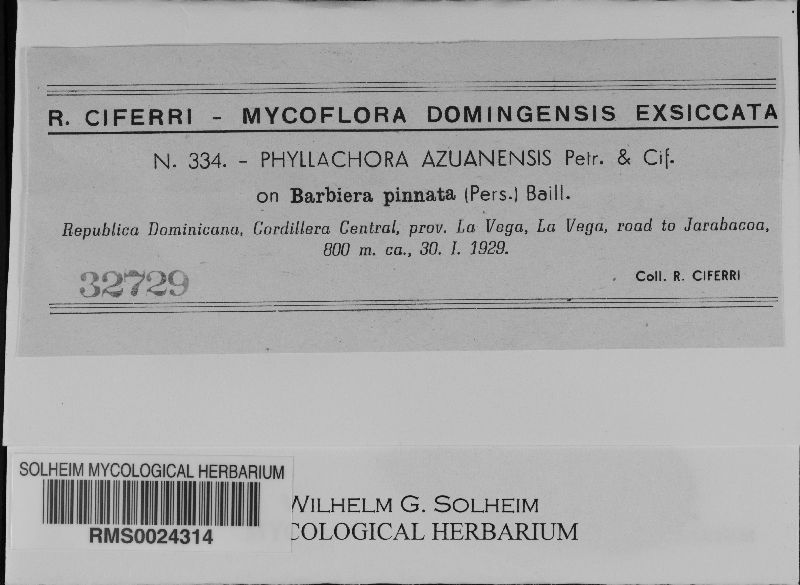 R. CIFERRI - MYCOFLORA DOMINGENSIS EXSICCATA
N. 334. - PHYLLACHORA AZUANENSIS Petr. & Cif.
on Barbiera pinnata (Pers.) Baill.
Republica Dominicana, Cordillera Central, prov. La Vega, La Vega, road to Jarabacoa,
800 m. ca., 30. I. 1929.
32729
Coll. R. CIFERRI
SOLHEIM MYCOLOGICAL HERBARIUM
RMS0024314
WILHELM G. SOLHEIM
COLOGICAL HERBARIUM